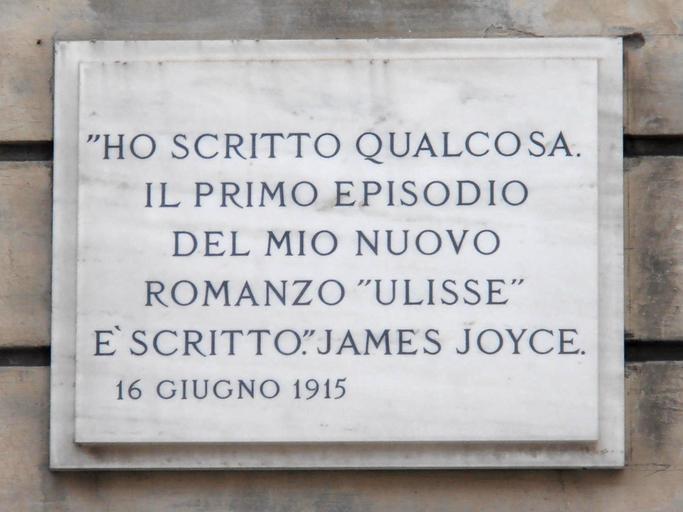 "HO SCRITTO QUALCOSA.
IL PRIMO EPISODIO
DEL MIO NUOVO
ROMANZO "ULISSE"
E` SCRITTO." JAMES JOYCE.
16 GIUGNO 1915